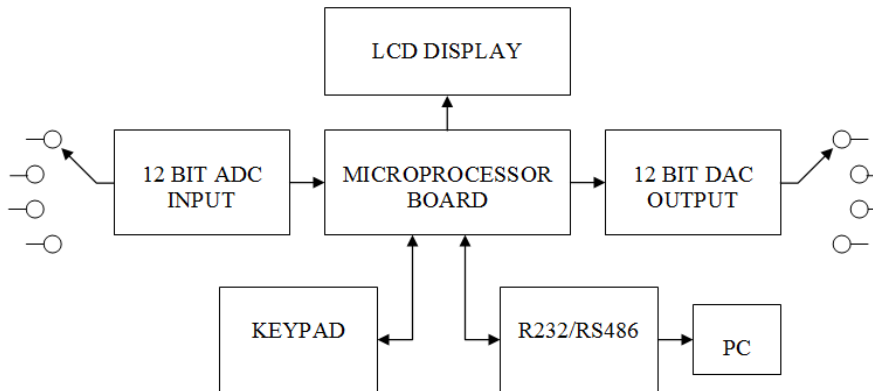 LCD DISPLAY
12 BIT ADC
INPUT
MICROPROCESSOR
BOARD
12 BIT DAC
OUTPUT
KEYPAD
R232/RS486
PC